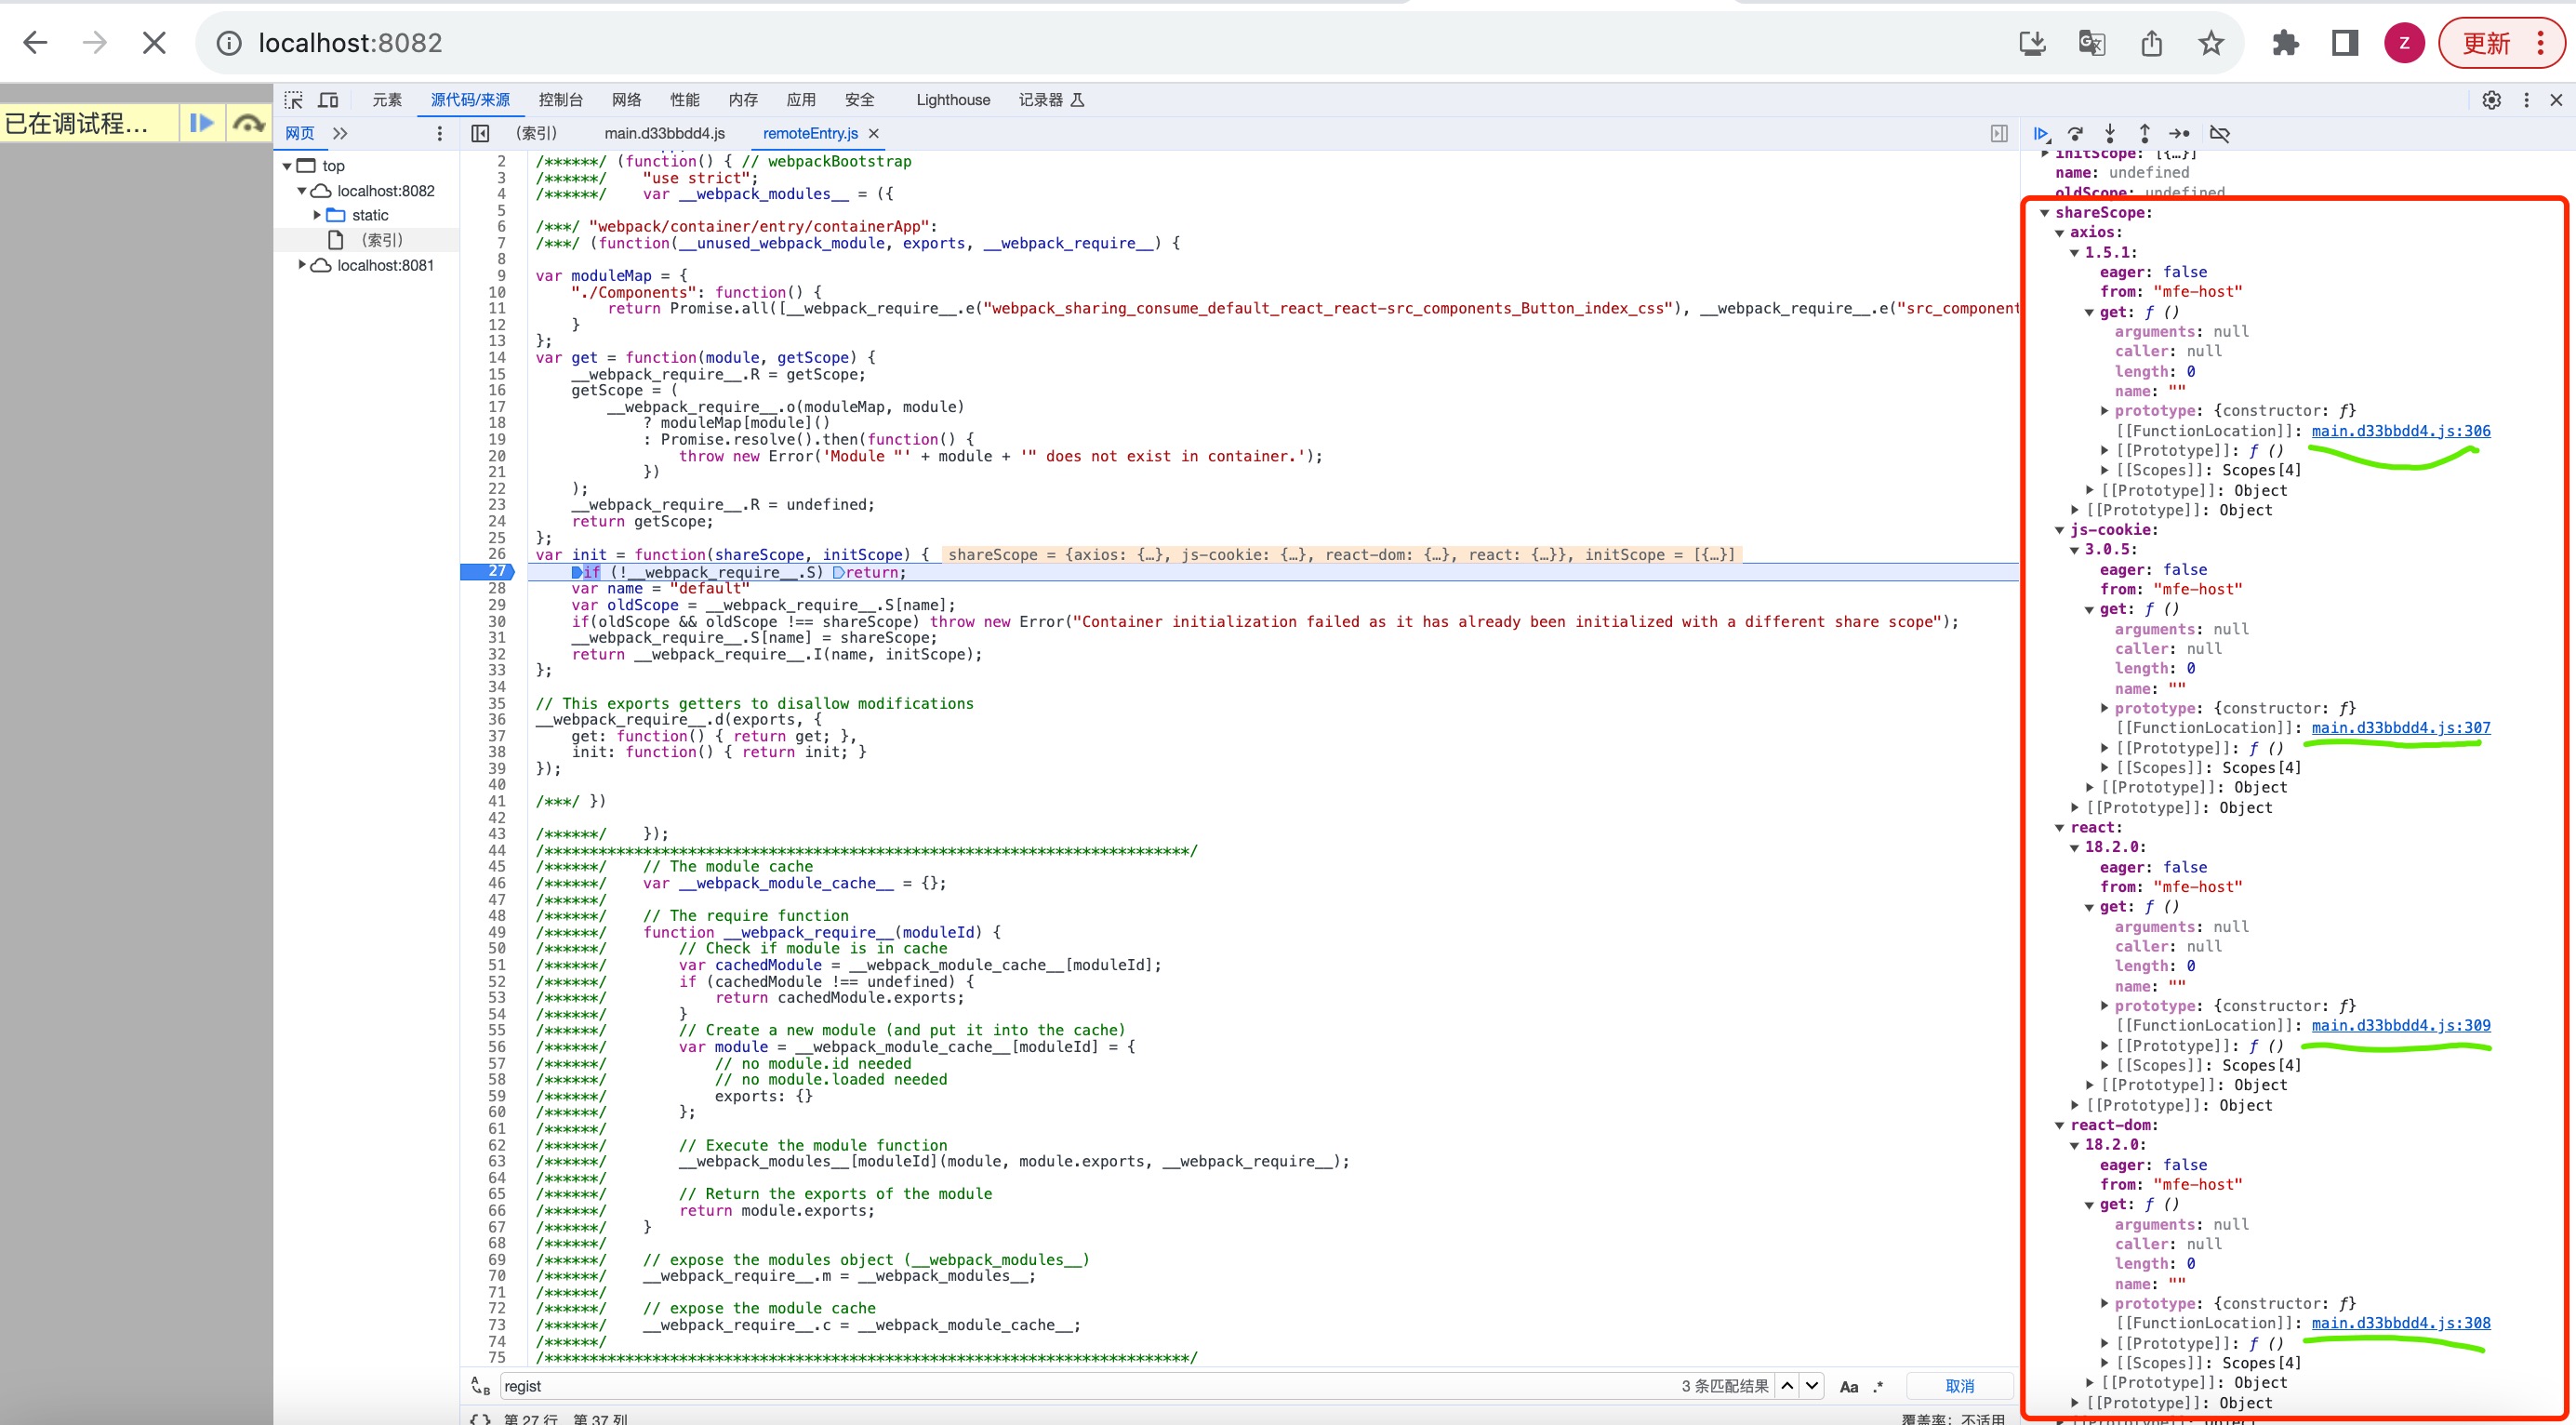 localhost:8082
Z
更新
已在调试程...
元素 源代码/来源 控制台 网络 性能 内存 应用 安全 Lighthouse 记录器
网页 (索引) main.d33bbdd4.js remoteEntry.js
top
localhost:8082
static
(索引)
localhost:8081
2 /******/ (function() { // webpackBootstrap
3 /******/ "use strict";
4 /******/ var __webpack_modules__ = ({
5
6 /***/ "webpack/container/entry/containerApp":
7 /***/ (function(__unused_webpack_module, exports, __webpack_require__) {
8
9 var moduleMap = {
10 "./Components": function() {
11 return Promise.all([__webpack_require__.e("webpack_sharing_consume_default_react_react-src_components_Button_index_css"), __webpack_require__.e("src_component
12 }
13 };
14 var get = function(module, getScope) {
15 __webpack_require__.R = getScope;
16 getScope = (
17 __webpack_require__.o(moduleMap, module)
18 ? moduleMap[module]()
19 : Promise.resolve().then(function() {
20 throw new Error('Module "' + module + '" does not exist in container.');
21 })
22 );
23 __webpack_require__.R = undefined;
24 return getScope;
25 };
26 var init = function(shareScope, initScope) { shareScope = {axios: {…}, js-cookie: {…}, react-dom: {…}, react: {…}}, initScope = [{…}]
27 if (!__webpack_require__.S) return;
28 var name = "default"
29 var oldScope = __webpack_require__.S[name];
30 if(oldScope && oldScope !== shareScope) throw new Error("Container initialization failed as it has already been initialized with a different share scope");
31 __webpack_require__.S[name] = shareScope;
32 return __webpack_require__.I(name, initScope);
33 };
34
35 // This exports getters to disallow modifications
36 __webpack_require__.d(exports, {
37 get: function() { return get; },
38 init: function() { return init; }
39 });
40
41 /***/ })
42
43 /******/ });
44 /************************************************************************/
45 /******/ // The module cache
46 /******/ var __webpack_module_cache__ = {};
47 /******/
48 /******/ // The require function
49 /******/ function __webpack_require__(moduleId) {
50 /******/ // Check if module is in cache
51 /******/ var cachedModule = __webpack_module_cache__[moduleId];
52 /******/ if (cachedModule !== undefined) {
53 /******/ return cachedModule.exports;
54 /******/ }
55 /******/ // Create a new module (and put it into the cache)
56 /******/ var module = __webpack_module_cache__[moduleId] = {
57 /******/ // no module.id needed
58 /******/ // no module.loaded needed
59 /******/ exports: {}
60 /******/ };
61 /******/
62 /******/ // Execute the module function
63 /******/ __webpack_modules__[moduleId](module, module.exports, __webpack_require__);
64 /******/
65 /******/ // Return the exports of the module
66 /******/ return module.exports;
67 /******/ }
68 /******/
69 /******/ // expose the modules object (__webpack_modules__)
70 /******/ __webpack_require__.m = __webpack_modules__;
71 /******/
72 /******/ // expose the module cache
73 /******/ __webpack_require__.c = __webpack_module_cache__;
74 /******/
75 /************************************************************************/
regist 3 条匹配结果 Aa .* 取消
{} 第 27 行, 第 37 列 覆盖率: 不适用
initScope: [{…}]
name: undefined
oldScope: undefined
shareScope:
axios:
1.5.1:
eager: false
from: "mfe-host"
get: ƒ ()
arguments: null
caller: null
length: 0
name: ""
prototype: {constructor: ƒ}
[[FunctionLocation]]: main.d33bbdd4.js:306
[[Prototype]]: ƒ ()
[[Scopes]]: Scopes[4]
[[Prototype]]: Object
[[Prototype]]: Object
js-cookie:
3.0.5:
eager: false
from: "mfe-host"
get: ƒ ()
arguments: null
caller: null
length: 0
name: ""
prototype: {constructor: ƒ}
[[FunctionLocation]]: main.d33bbdd4.js:307
[[Prototype]]: ƒ ()
[[Scopes]]: Scopes[4]
[[Prototype]]: Object
[[Prototype]]: Object
react:
18.2.0:
eager: false
from: "mfe-host"
get: ƒ ()
arguments: null
caller: null
length: 0
name: ""
prototype: {constructor: ƒ}
[[FunctionLocation]]: main.d33bbdd4.js:309
[[Prototype]]: ƒ ()
[[Scopes]]: Scopes[4]
[[Prototype]]: Object
[[Prototype]]: Object
react-dom:
18.2.0:
eager: false
from: "mfe-host"
get: ƒ ()
arguments: null
caller: null
length: 0
name: ""
prototype: {constructor: ƒ}
[[FunctionLocation]]: main.d33bbdd4.js:308
[[Prototype]]: ƒ ()
[[Scopes]]: Scopes[4]
[[Prototype]]: Object
[[Prototype]]: Object
[[Prototype]]: Object